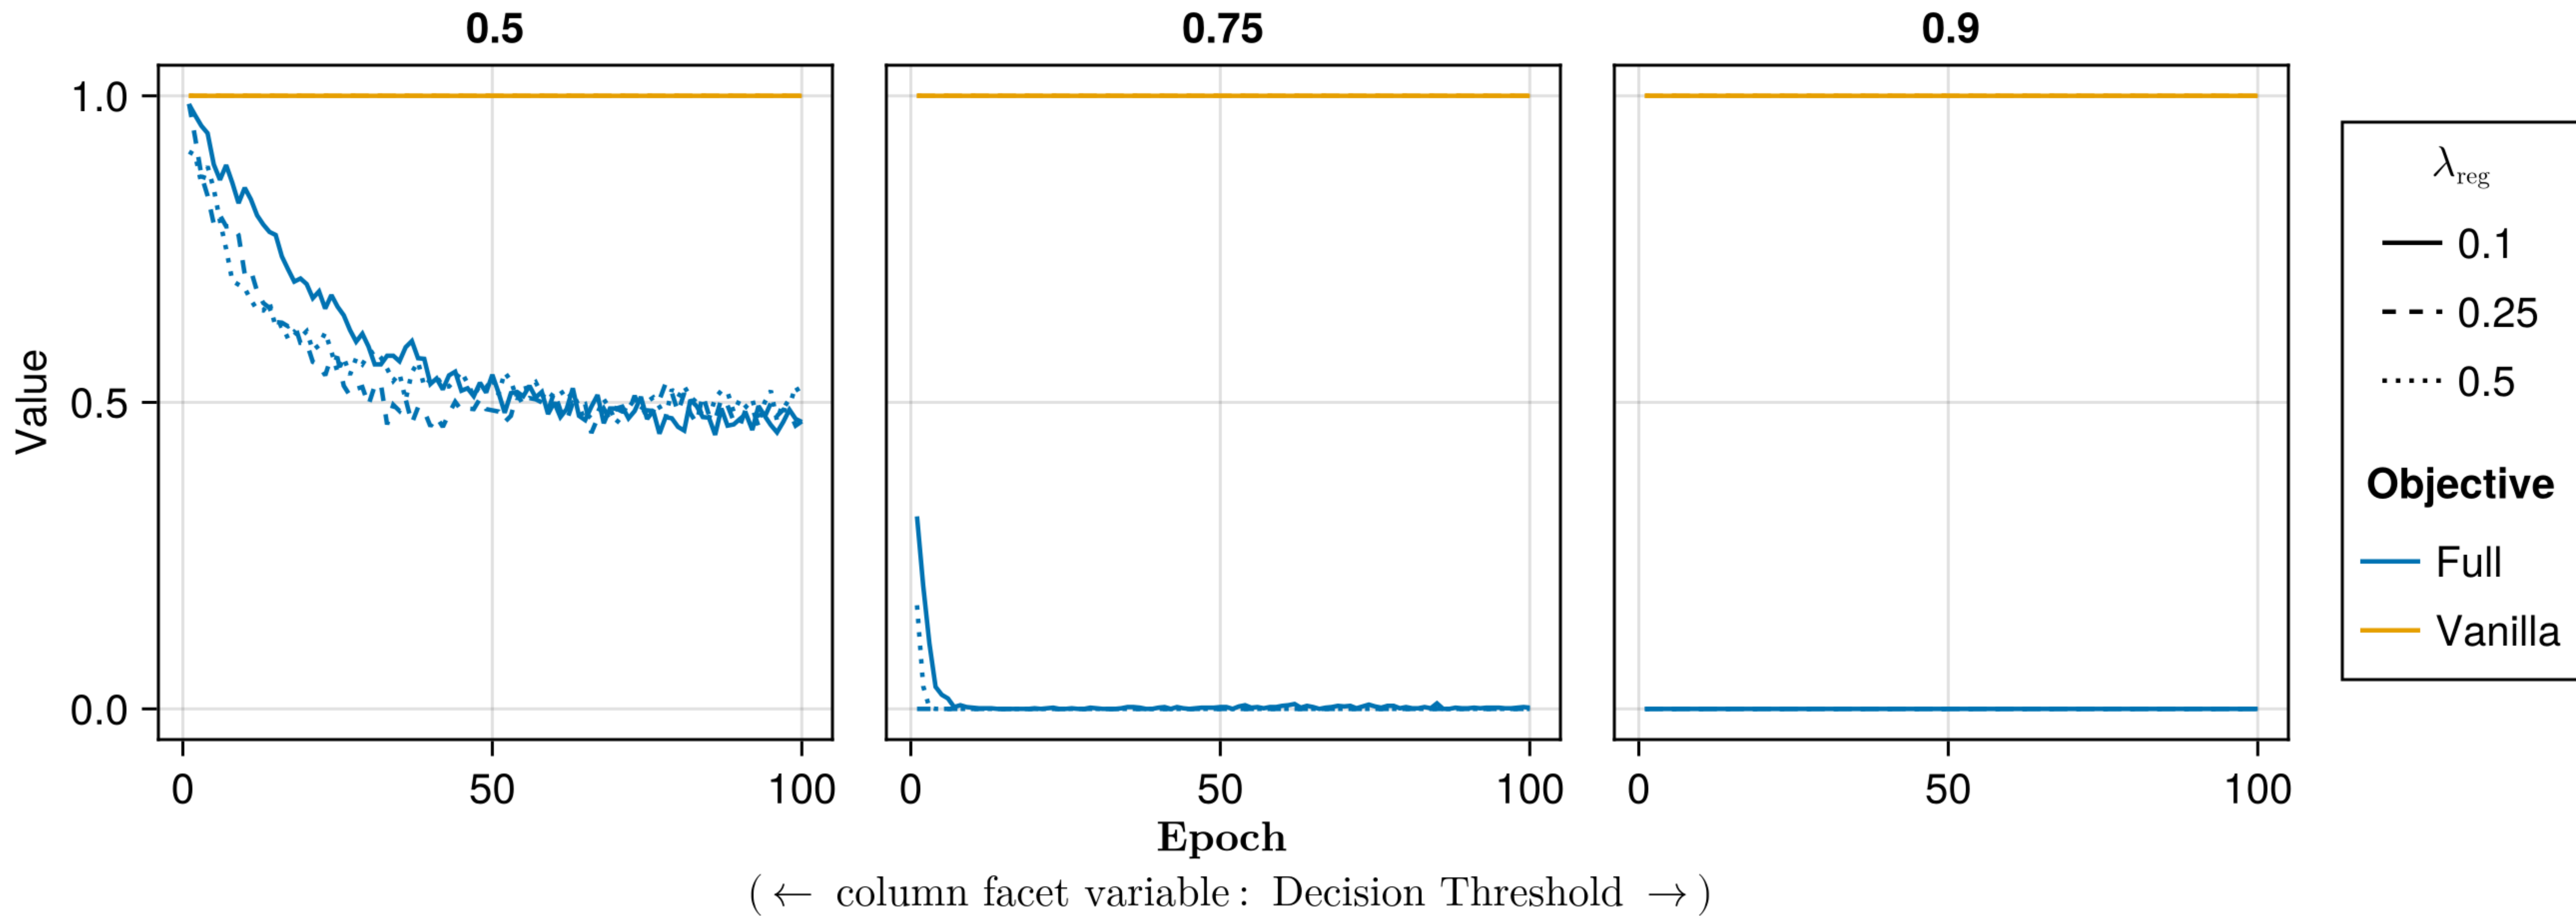 0.5 0.75 0.9
Value
1.0
0.5
0.0
0 50 100
0 50 100
0 50 100
Epoch
( ← column facet variable : Decision Threshold → )
λreg
0.1
0.25
0.5
Objective
Full
Vanilla